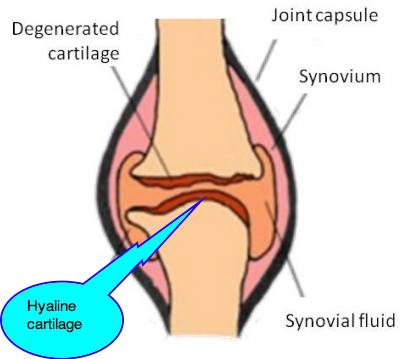 Joint capsule
Degenerated
cartilage
Synovium
Hyaline
cartilage
Synovial fluid